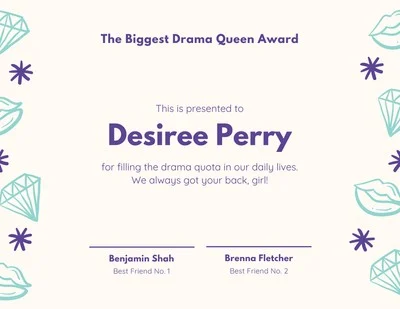 The Biggest Drama Queen Award
This is presented to
Desiree Perry
for filling the drama quota in our daily lives.
We always got your back, girl!
Benjamin Shah
Best Friend No. 1
Brenna Fletcher
Best Friend No. 2